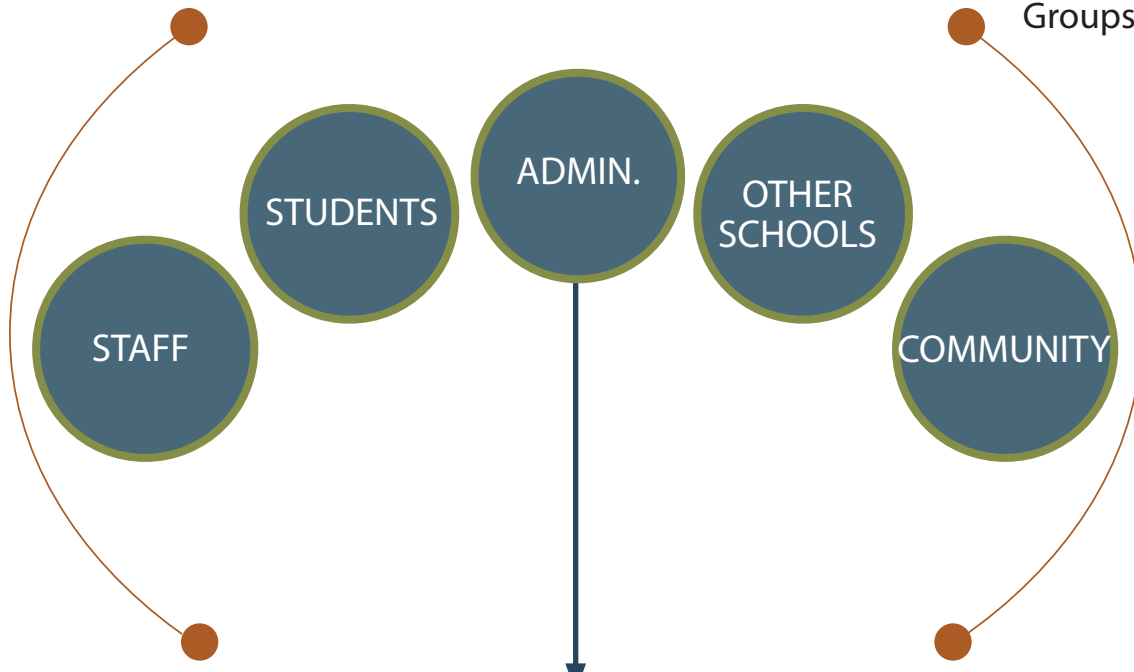 Groups
ADMIN.
STUDENTS
OTHER
SCHOOLS
STAFF
COMMUNITY